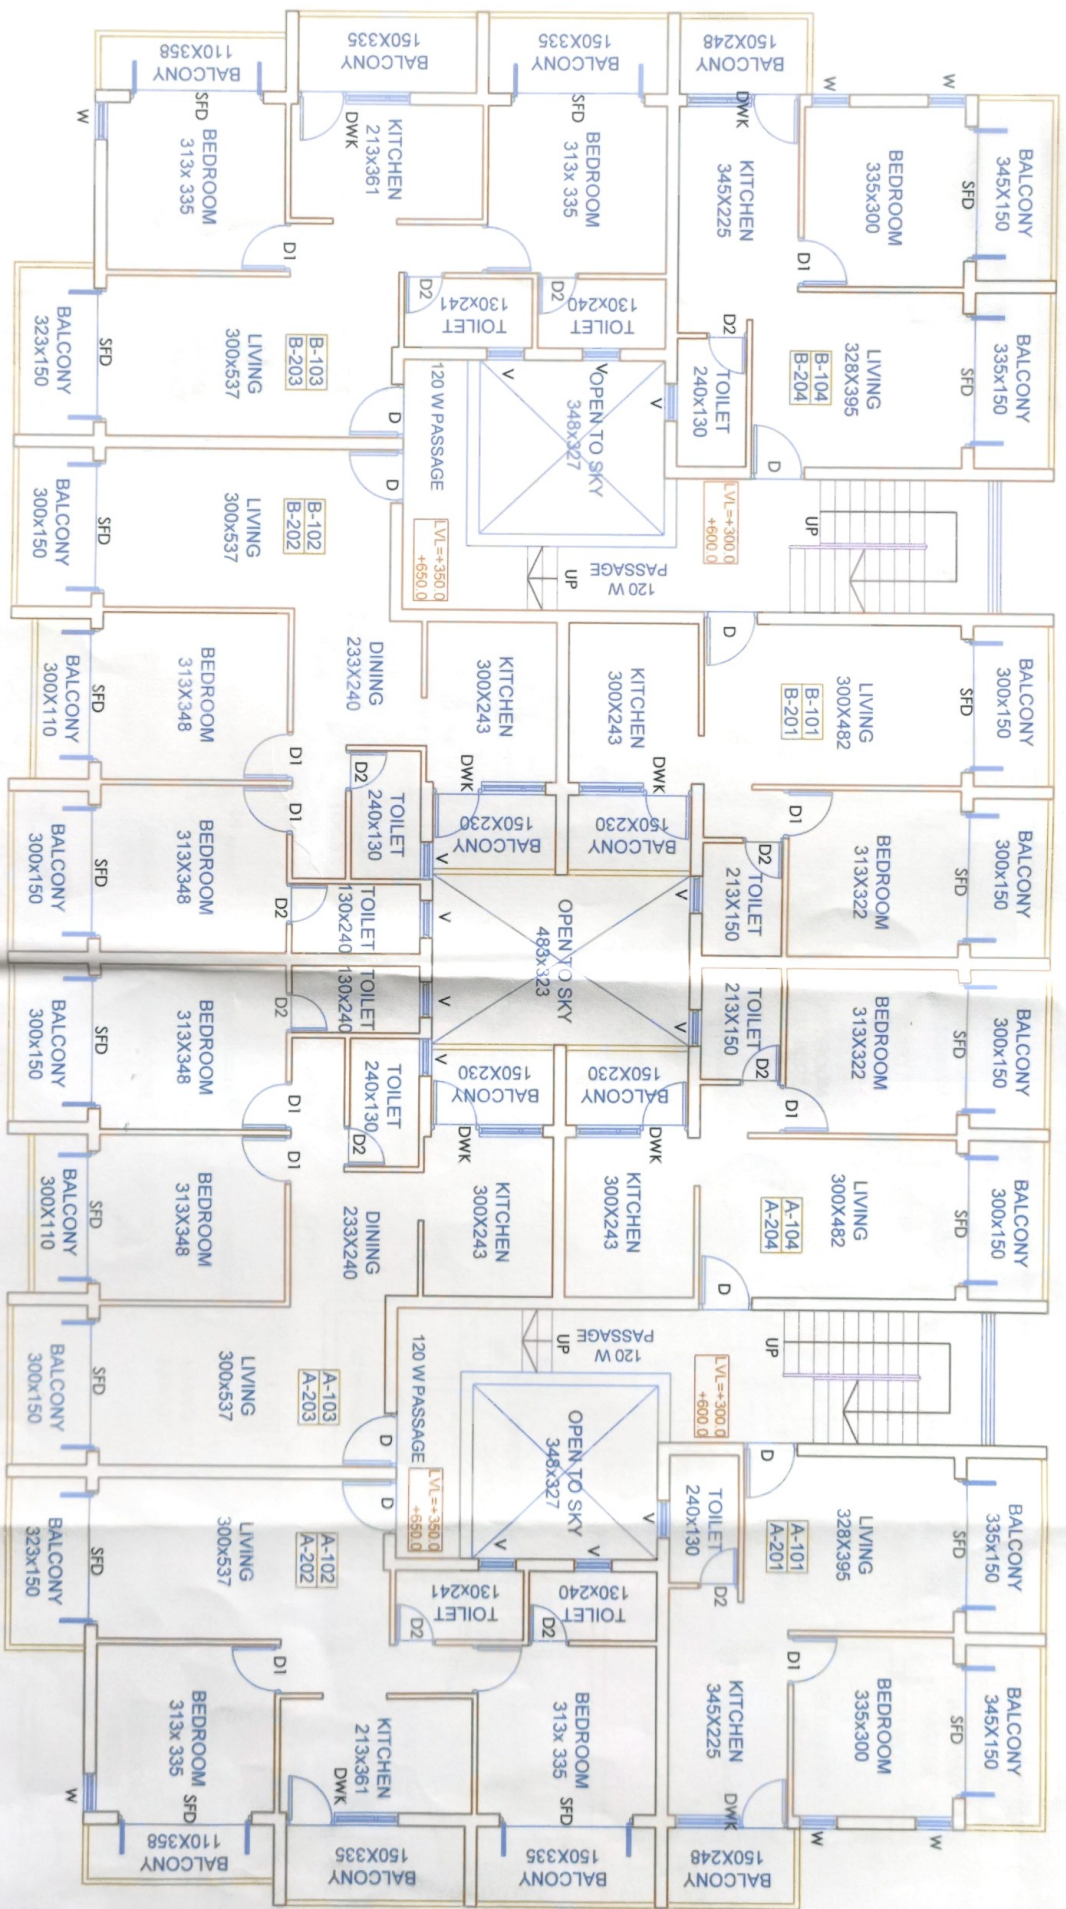 BALCONY
110X358
BALCONY
150X335
BALCONY
150X335
BALCONY
150X248
W
W
W
SFD
DWK
SFD
DWK
SFD
BEDROOM
313x 335
KITCHEN
213x361
BEDROOM
313x 335
KITCHEN
345X225
BEDROOM
335x300
BALCONY
345X150
D1
D1
D2
D2
D2
TOILET
130x241
TOILET
130x240
BALCONY
323x150
SFD
LIVING
300x537
B-103
B-203
120 W PASSAGE
V
V
V
OPEN TO SKY
348x327
TOILET
240x130
B-104
B-204
LIVING
328X395
SFD
BALCONY
335x150
D
D
D
BALCONY
300x150
SFD
LIVING
300x537
B-102
B-202
LVL=+350.0
+650.0
UP
120 W
PASSAGE
LVL=+300.0
+600.0
UP
D
BALCONY
300X110
SFD
BEDROOM
313X348
DINING
233X240
KITCHEN
300X243
KITCHEN
300X243
B-101
B-201
LIVING
300X482
SFD
BALCONY
300x150
D1
D2
DWK
DWK
D1
D1
BALCONY
300x150
SFD
BEDROOM
313X348
TOILET
240x130
BALCONY
150X230
BALCONY
150X230
D2
TOILET
213X150
BEDROOM
313X322
SFD
BALCONY
300x150
D2
TOILET
130x240
V
V
V
OPEN TO SKY
483x323
BALCONY
300x150
SFD
BEDROOM
313X348
D2
TOILET
130x240
V
V
V
TOILET
213X150
D2
BEDROOM
313X322
SFD
BALCONY
300x150
D1
TOILET
240x130
D2
BALCONY
150X230
BALCONY
150X230
DWK
DWK
D1
D1
BALCONY
300X110
SFD
BEDROOM
313X348
DINING
233X240
KITCHEN
300X243
KITCHEN
300X243
A-104
A-204
LIVING
300X482
SFD
BALCONY
300x150
D
BALCONY
300x150
SFD
LIVING
300x537
A-103
A-203
120 W PASSAGE
UP
120 W
PASSAGE
LVL=+300.0
+600.0
UP
D
D
D
BALCONY
323x150
SFD
LIVING
300x537
A-102
A-202
LVL=+350.0
+650.0
OPEN TO SKY
348x327
V
V
V
TOILET
240x130
A-101
A-201
LIVING
328X395
SFD
BALCONY
335x150
TOILET
130x241
TOILET
130x240
D2
D2
D2
D1
D1
BEDROOM
313x 335
KITCHEN
213x361
BEDROOM
313x 335
KITCHEN
345X225
BEDROOM
335x300
SFD
BALCONY
345X150
W
SFD
DWK
SFD
DWK
W
W
BALCONY
110X358
BALCONY
150X335
BALCONY
150X335
BALCONY
150X248